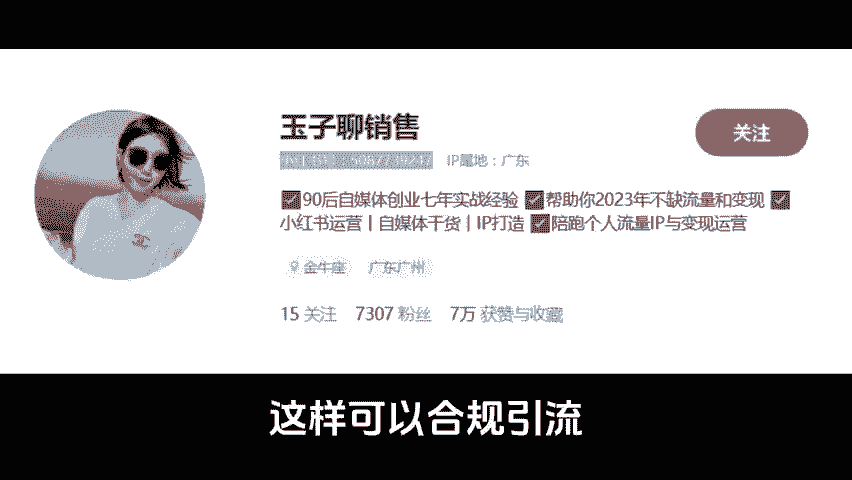 玉子聊销售
关注
IP属地：广东
90后自媒体创业七年实战经验 帮助你2023年不缺流量和变现
小红书运营丨自媒体干货丨IP打造 陪跑个人流量IP与变现运营
金牛座 广东广州
15 关注 7307 粉丝 7万 获赞与收藏
这样可以合规引流